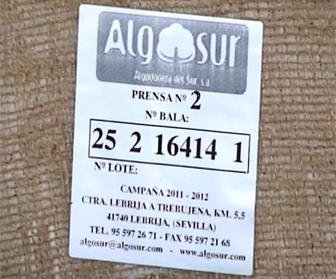 Algosur
Algodonera del Sur, s.a.
PRENSA Nº 2
Nº BALA:
25 2 16414 1
Nº LOTE:
CAMPAÑA 2011 - 2012
CTRA. LEBRIJA A TREBUJENA, KM. 5,5
41740 LEBRIJA, (SEVILLA)
TEL. 95 597 26 71 - FAX 95 597 21 68
algosur@algosur.com - www.algosur.com